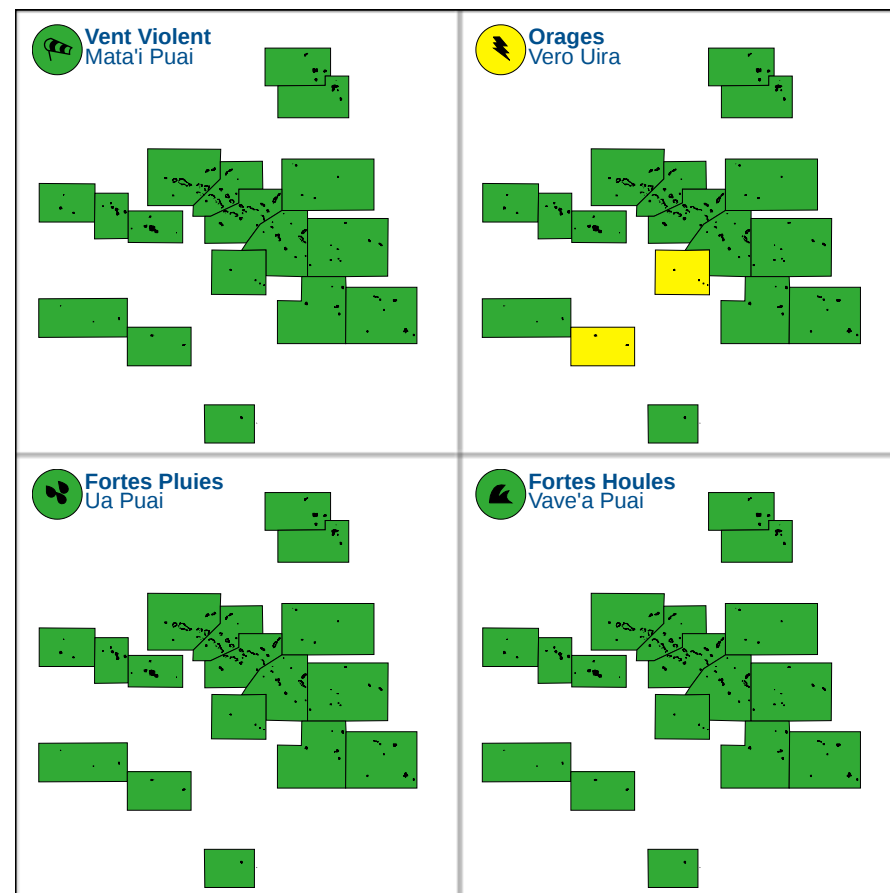 Vent Violent
Mata'i Puai
Orages
Vero Uira
Fortes Pluies
Ua Puai
Fortes Houles
Vave'a Puai